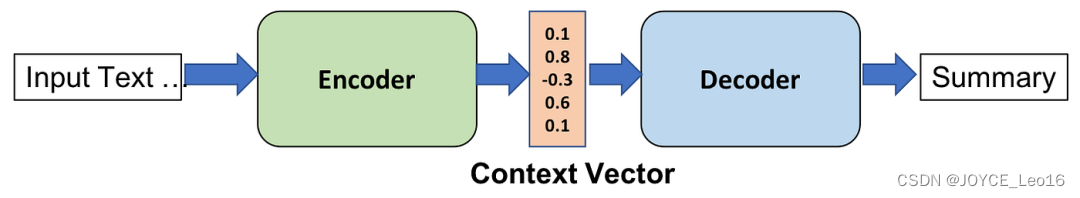 Input Text ...
Encoder
0.1
0.8
-0.3
0.6
0.1
Decoder
Summary
Context Vector
CSDN @JOYCE_Leo16